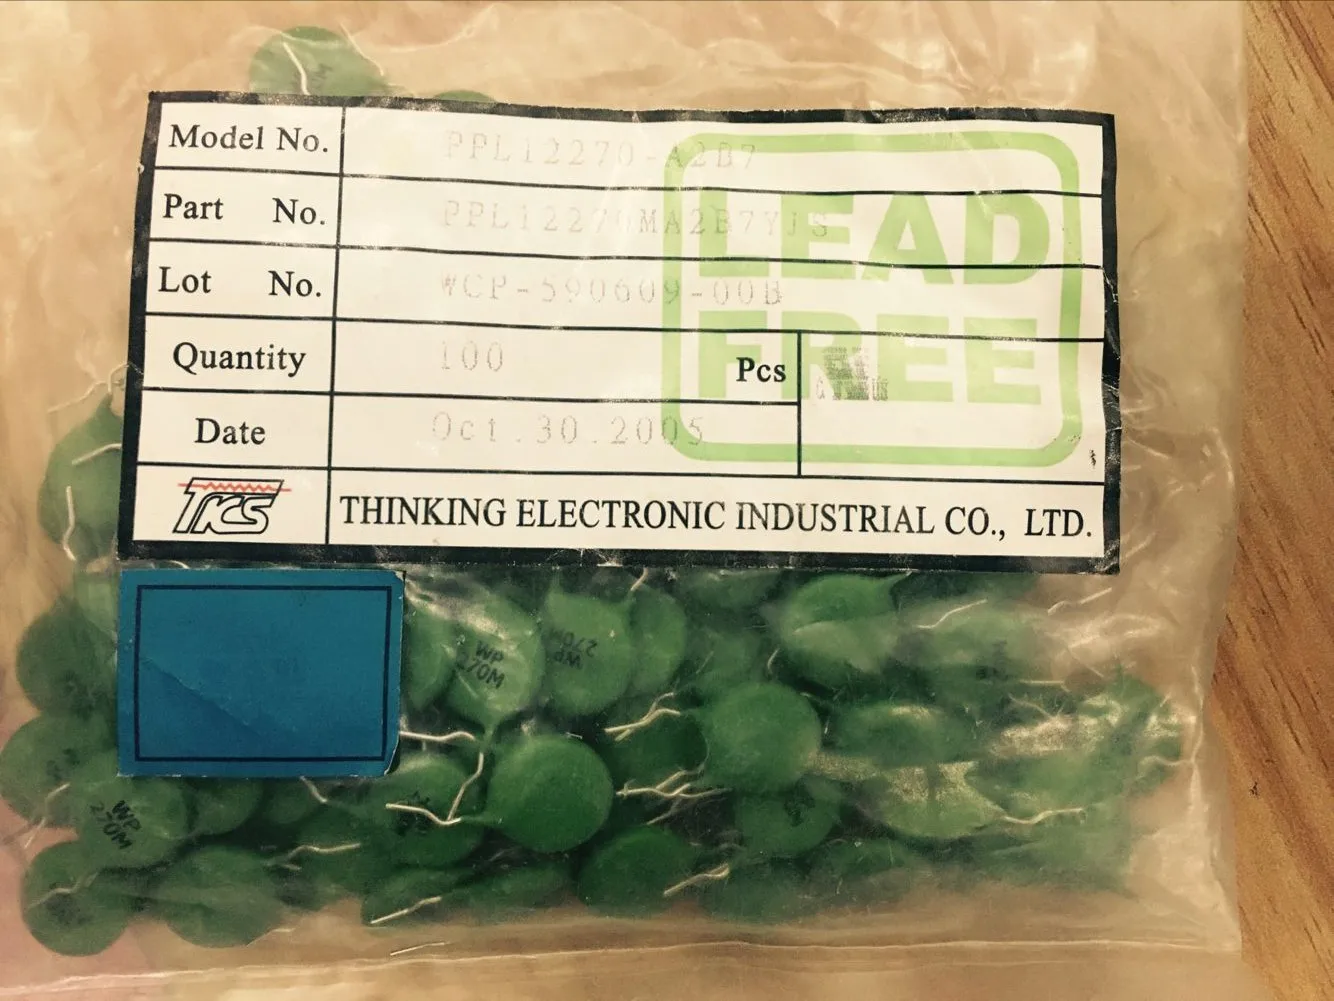 Model No. PPL12270-A2B7
Part No. PPL12270MA2B7YJS
Lot No. WCP-590609-00B
Quantity 100 Pcs
Date Oct.30.2005
LEAD
FREE
TKS THINKING ELECTRONIC INDUSTRIAL CO., LTD.
WP
270M
WP
270M
WP
270M